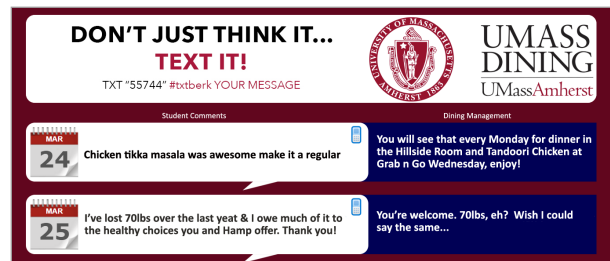 DON'T JUST THINK IT...
TEXT IT!
TXT "55744" #txtberk YOUR MESSAGE
UNIVERSITY OF MASSACHUSETTS
AMHERST 1863
UMASS
DINING
UMassAmherst
Student Comments
Dining Management
MAR
24
Chicken tikka masala was awesome make it a regular
You will see that every Monday for dinner in
the Hillside Room and Tandoori Chicken at
Grab n Go Wednesday, enjoy!
MAR
25
I've lost 70lbs over the last year & I owe much of it to
the healthy choices you and Hamp offer. Thank you!
You're welcome. 70lbs, eh?  Wish I could
say the same...